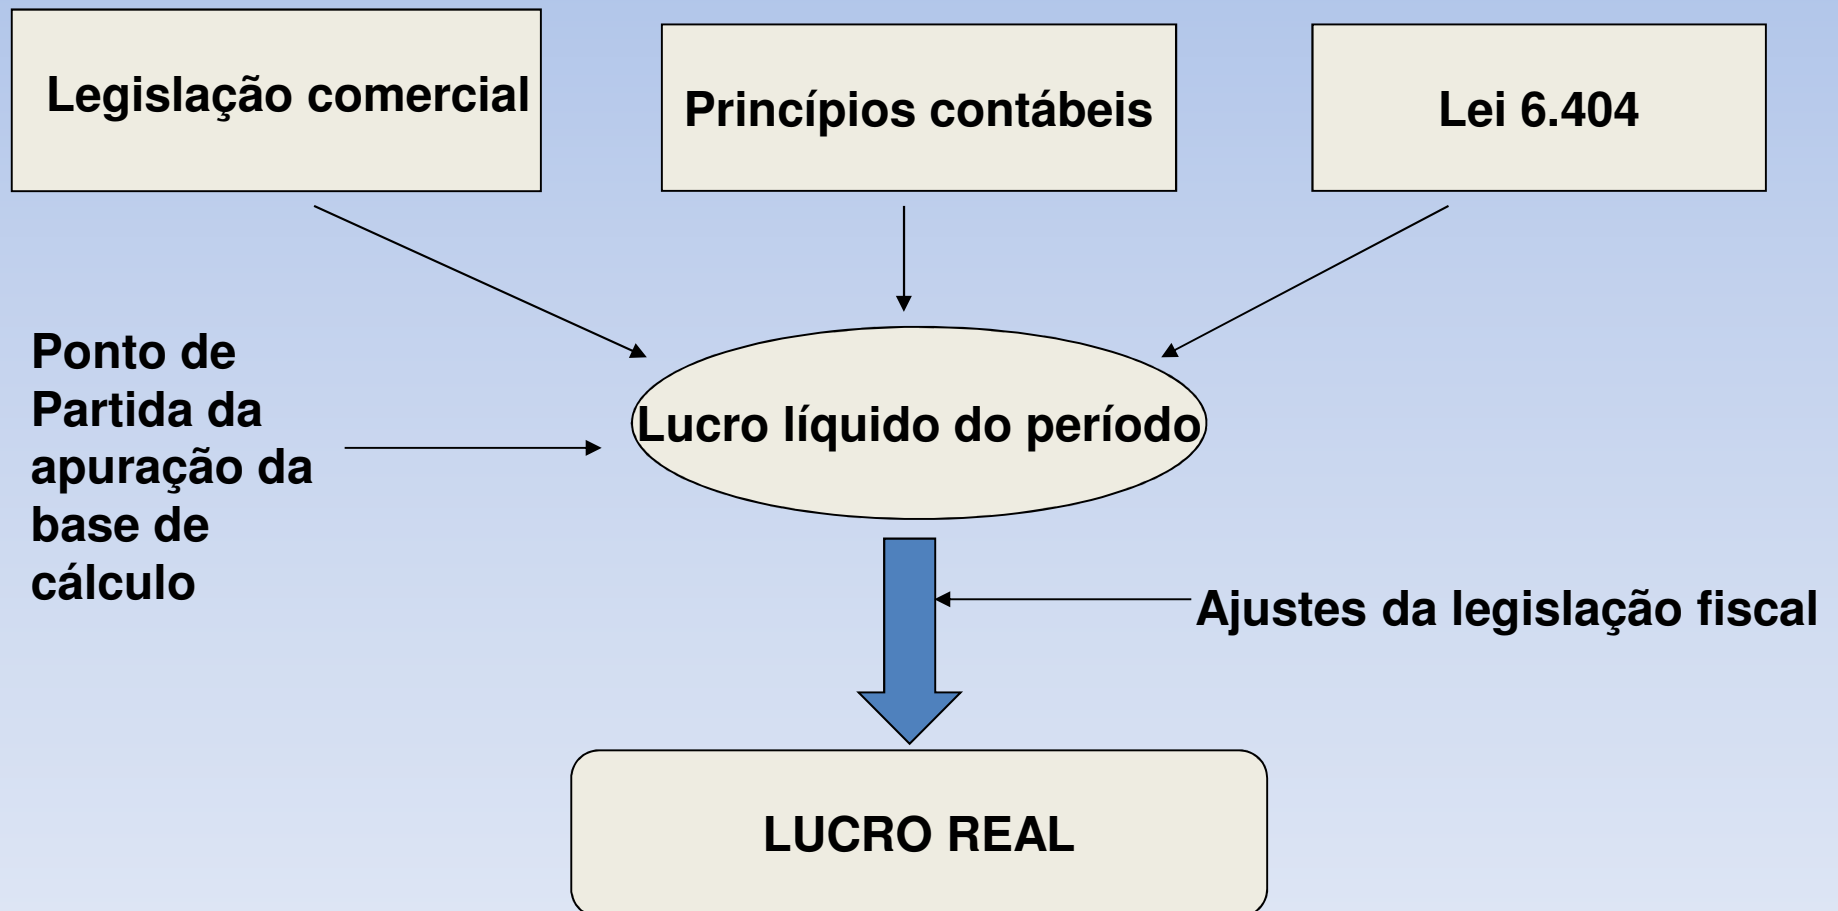 Legislação comercial
Princípios contábeis
Lei 6.404
Ponto de
Partida da
apuração da
base de
cálculo
Lucro líquido do período
Ajustes da legislação fiscal
LUCRO REAL